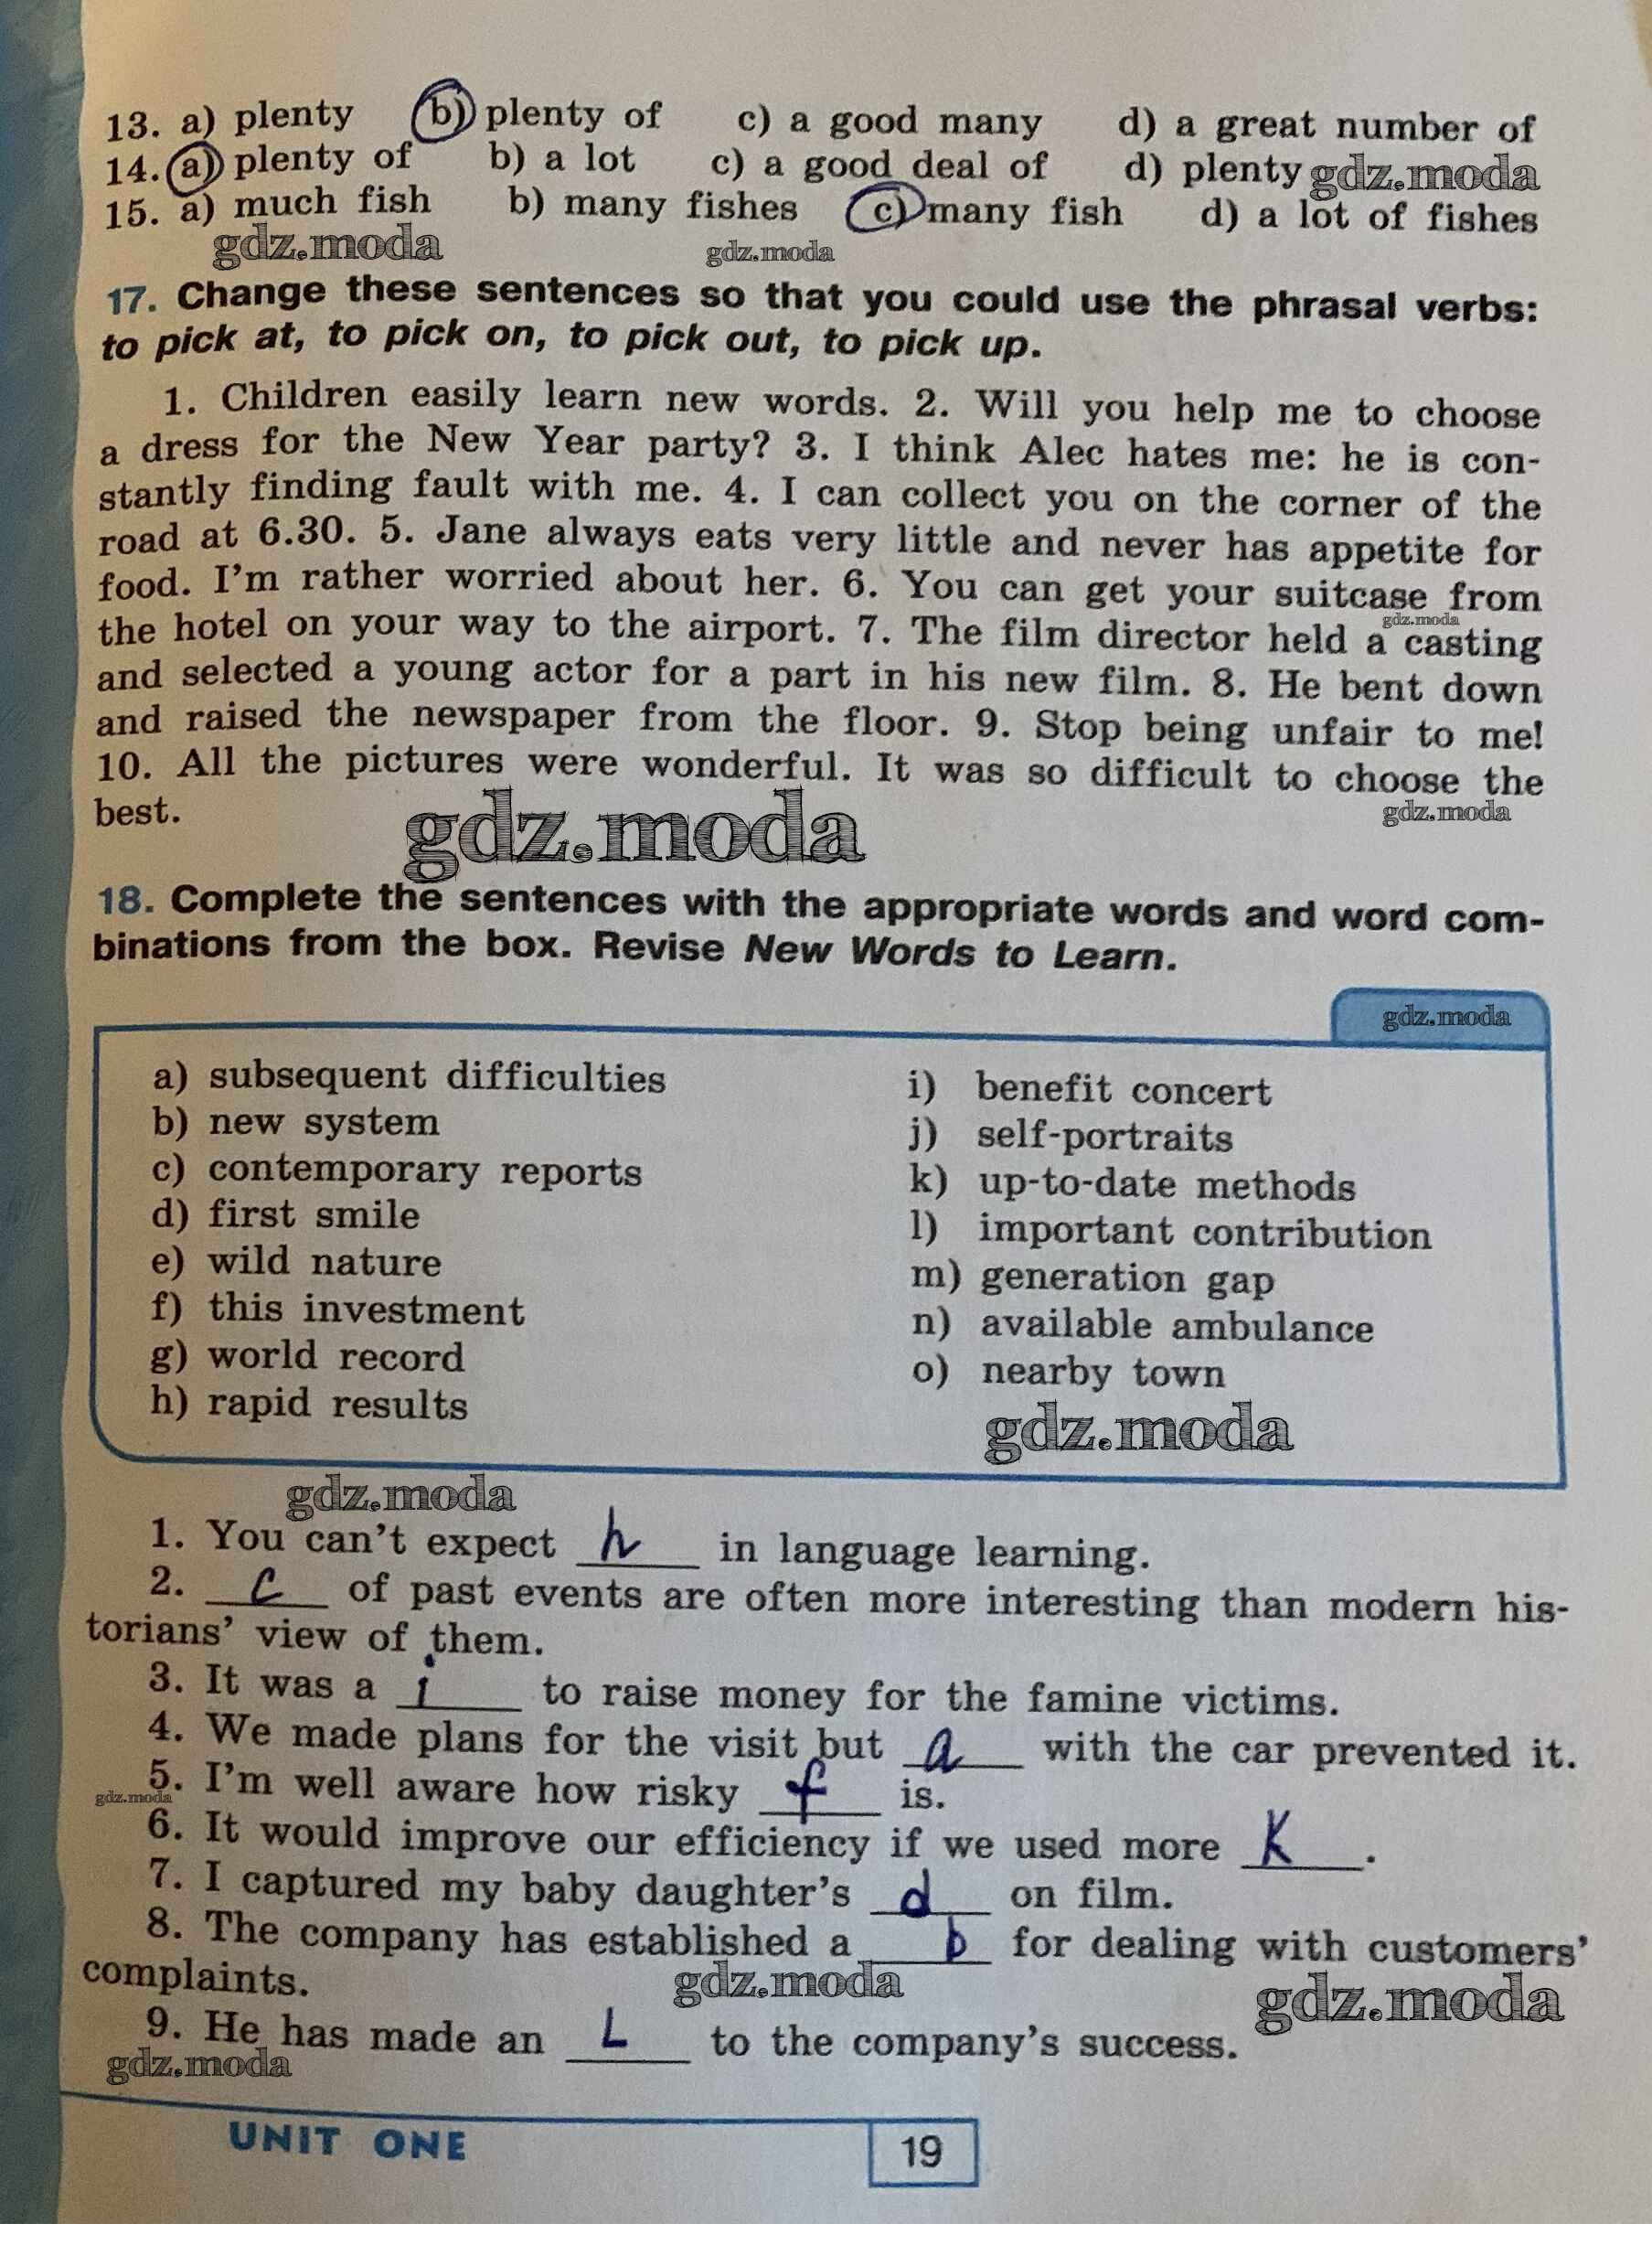 13. a) plenty b) plenty of c) a good many d) a great number of
14. a) plenty of b) a lot c) a good deal of d) plenty gdz.moda
15. a) much fish b) many fishes c) many fish d) a lot of fishes
gdz.moda gdz.moda
17. Change these sentences so that you could use the phrasal verbs:
to pick at, to pick on, to pick out, to pick up.
1. Children easily learn new words. 2. Will you help me to choose
a dress for the New Year party? 3. I think Alec hates me: he is con-
stantly finding fault with me. 4. I can collect you on the corner of the
road at 6.30. 5. Jane always eats very little and never has appetite for
food. I'm rather worried about her. 6. You can get your suitcase from
gdz.moda
the hotel on your way to the airport. 7. The film director held a casting
and selected a young actor for a part in his new film. 8. He bent down
and raised the newspaper from the floor. 9. Stop being unfair to me!
10. All the pictures were wonderful. It was so difficult to choose the
best. gdz.moda gdz.moda
18. Complete the sentences with the appropriate words and word com-
binations from the box. Revise New Words to Learn.
gdz.moda
a) subsequent difficulties
b) new system
c) contemporary reports
d) first smile
e) wild nature
f) this investment
g) world record
h) rapid results
i) benefit concert
j) self-portraits
k) up-to-date methods
l) important contribution
m) generation gap
n) available ambulance
o) nearby town
gdz.moda
gdz.moda
1. You can't expect h in language learning.
2. c of past events are often more interesting than modern his-
torians' view of them.
3. It was a i to raise money for the famine victims.
4. We made plans for the visit but a with the car prevented it.
gdz.moda 5. I'm well aware how risky f is.
6. It would improve our efficiency if we used more K.
7. I captured my baby daughter's d on film.
8. The company has established a b for dealing with customers'
complaints. gdz.moda gdz.moda
9. He has made an L to the company's success.
gdz.moda
UNIT ONE 19